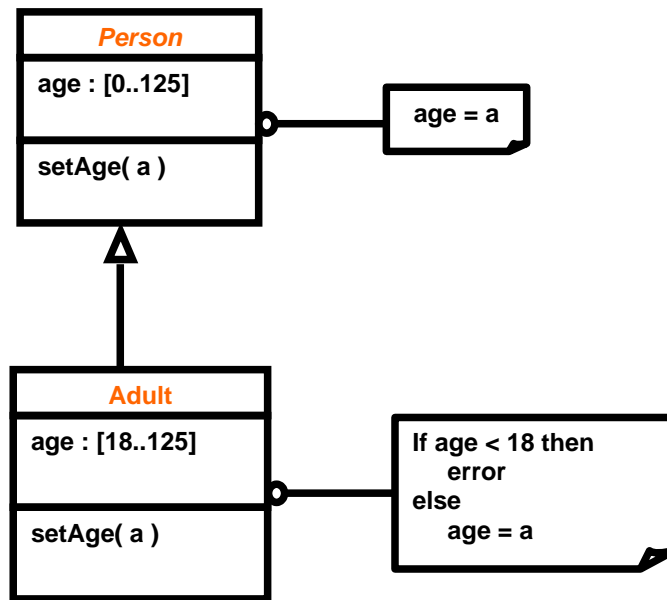 Person
age : [0..125]
age = a
setAge( a )
Adult
age : [18..125]
setAge( a )
If age < 18 then
error
else
age = a